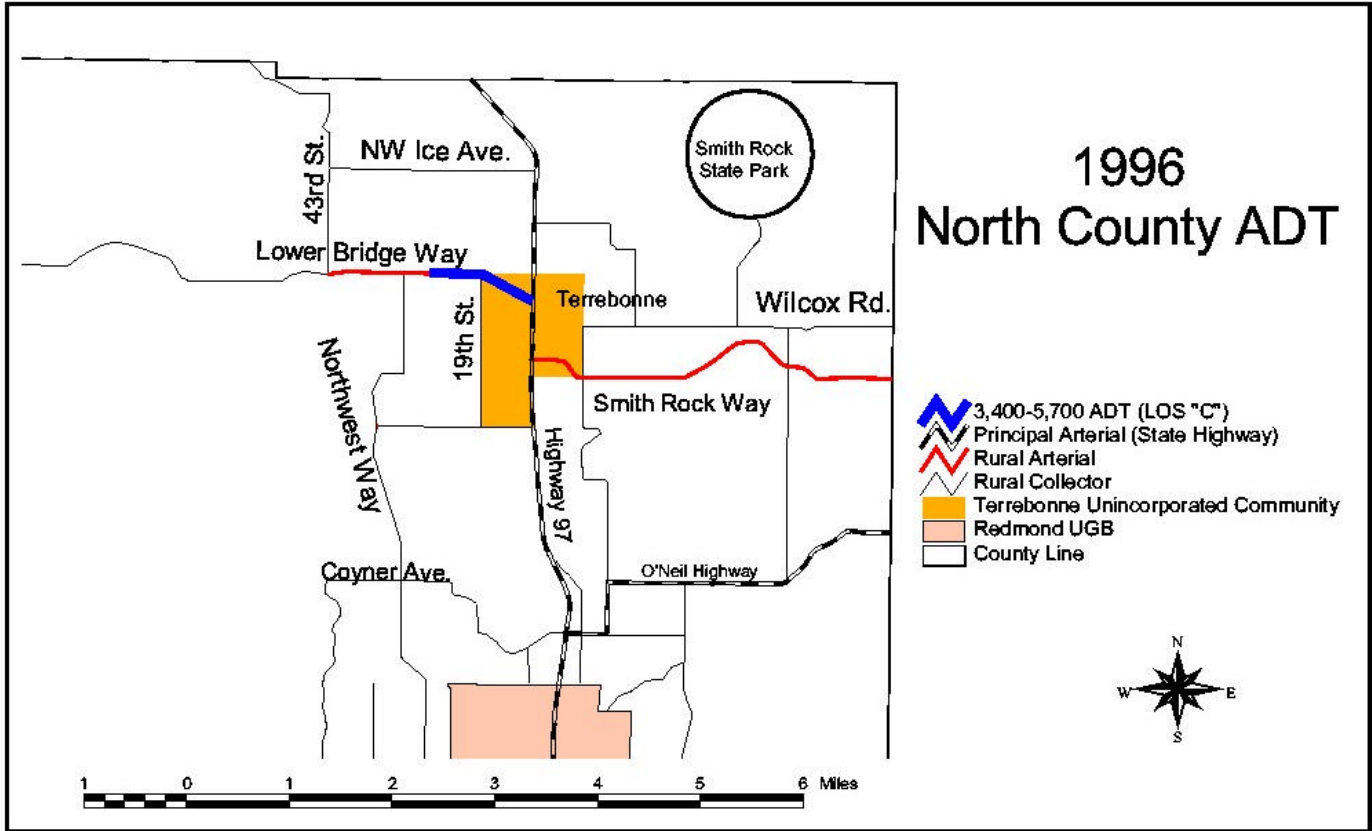 1996
North County ADT
43rd St.
NW Ice Ave.
Smith Rock
State Park
Lower Bridge Way
Terrebonne
Wilcox Rd.
19th St.
Northwest Way
Smith Rock Way
Highway 97
Coyner Ave.
O'Neil Highway
3,400-5,700 ADT (LOS "C")
Principal Arterial (State Highway)
Rural Arterial
Rural Collector
Terrebonne Unincorporated Community
Redmond UGB
County Line
N
W E
S
1 0 1 2 3 4 5 6 Miles